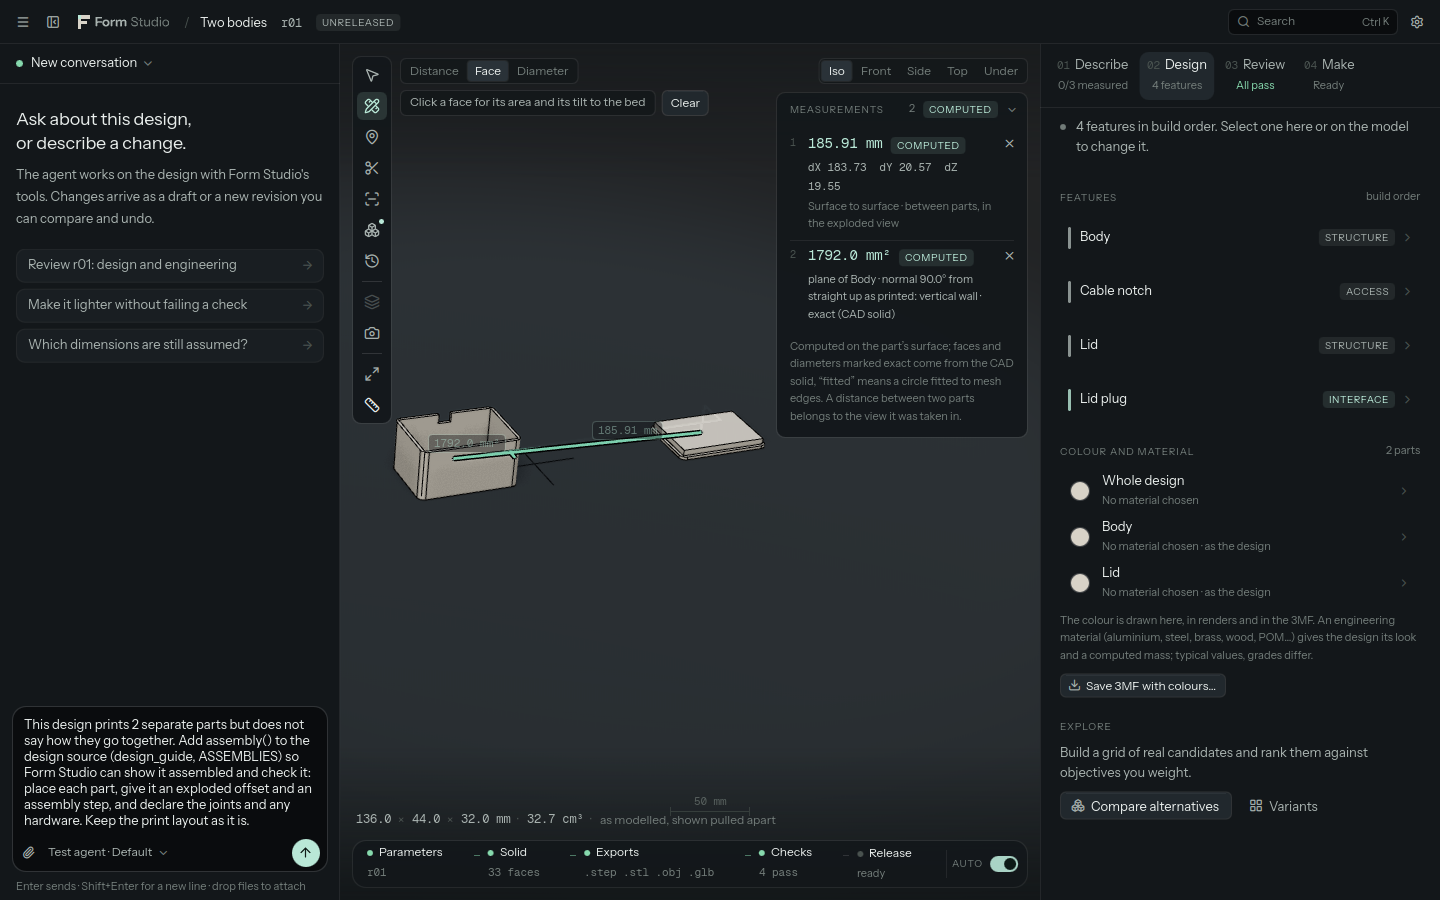 Form Studio / Two bodies r01 UNRELEASED
Search Ctrl K
New conversation
Ask about this design,
or describe a change.
The agent works on the design with Form Studio's
tools. Changes arrive as a draft or a new revision you
can compare and undo.
Review r01: design and engineering
Make it lighter without failing a check
Which dimensions are still assumed?
This design prints 2 separate parts but does not
say how they go together. Add assembly() to the
design source (design_guide, ASSEMBLIES) so
Form Studio can show it assembled and check it:
place each part, give it an exploded offset and an
assembly step, and declare the joints and any
hardware. Keep the print layout as it is.
Test agent · Default
Enter sends · Shift+Enter for a new line · drop files to attach
Distance Face Diameter
Click a face for its area and its tilt to the bed Clear
Iso Front Side Top Under
MEASUREMENTS 2 COMPUTED
1 185.91 mm COMPUTED
dX 183.73 dY 20.57 dZ
19.55
Surface to surface · between parts, in
the exploded view
2 1792.0 mm² COMPUTED
plane of Body · normal 90.0° from
straight up as printed: vertical wall ·
exact (CAD solid)
Computed on the part's surface; faces and
diameters marked exact come from the CAD
solid, “fitted” means a circle fitted to mesh
edges. A distance between two parts
belongs to the view it was taken in.
185.91 mm
1792.0 mm²
50 mm
136.0 × 44.0 × 32.0 mm · 32.7 cm³ · as modelled, shown pulled apart
Parameters
r01
Solid
33 faces
Exports
.step .stl .obj .glb
Checks
4 pass
Release
ready
AUTO
01 Describe
0/3 measured
02 Design
4 features
03 Review
All pass
04 Make
Ready
4 features in build order. Select one here or on the model
to change it.
FEATURES build order
Body STRUCTURE
Cable notch ACCESS
Lid STRUCTURE
Lid plug INTERFACE
COLOUR AND MATERIAL 2 parts
Whole design
No material chosen
Body
No material chosen · as the design
Lid
No material chosen · as the design
The colour is drawn here, in renders and in the 3MF. An engineering
material (aluminium, steel, brass, wood, POM…) gives the design its look
and a computed mass; typical values, grades differ.
Save 3MF with colours…
EXPLORE
Build a grid of real candidates and rank them against
objectives you weight.
Compare alternatives
Variants